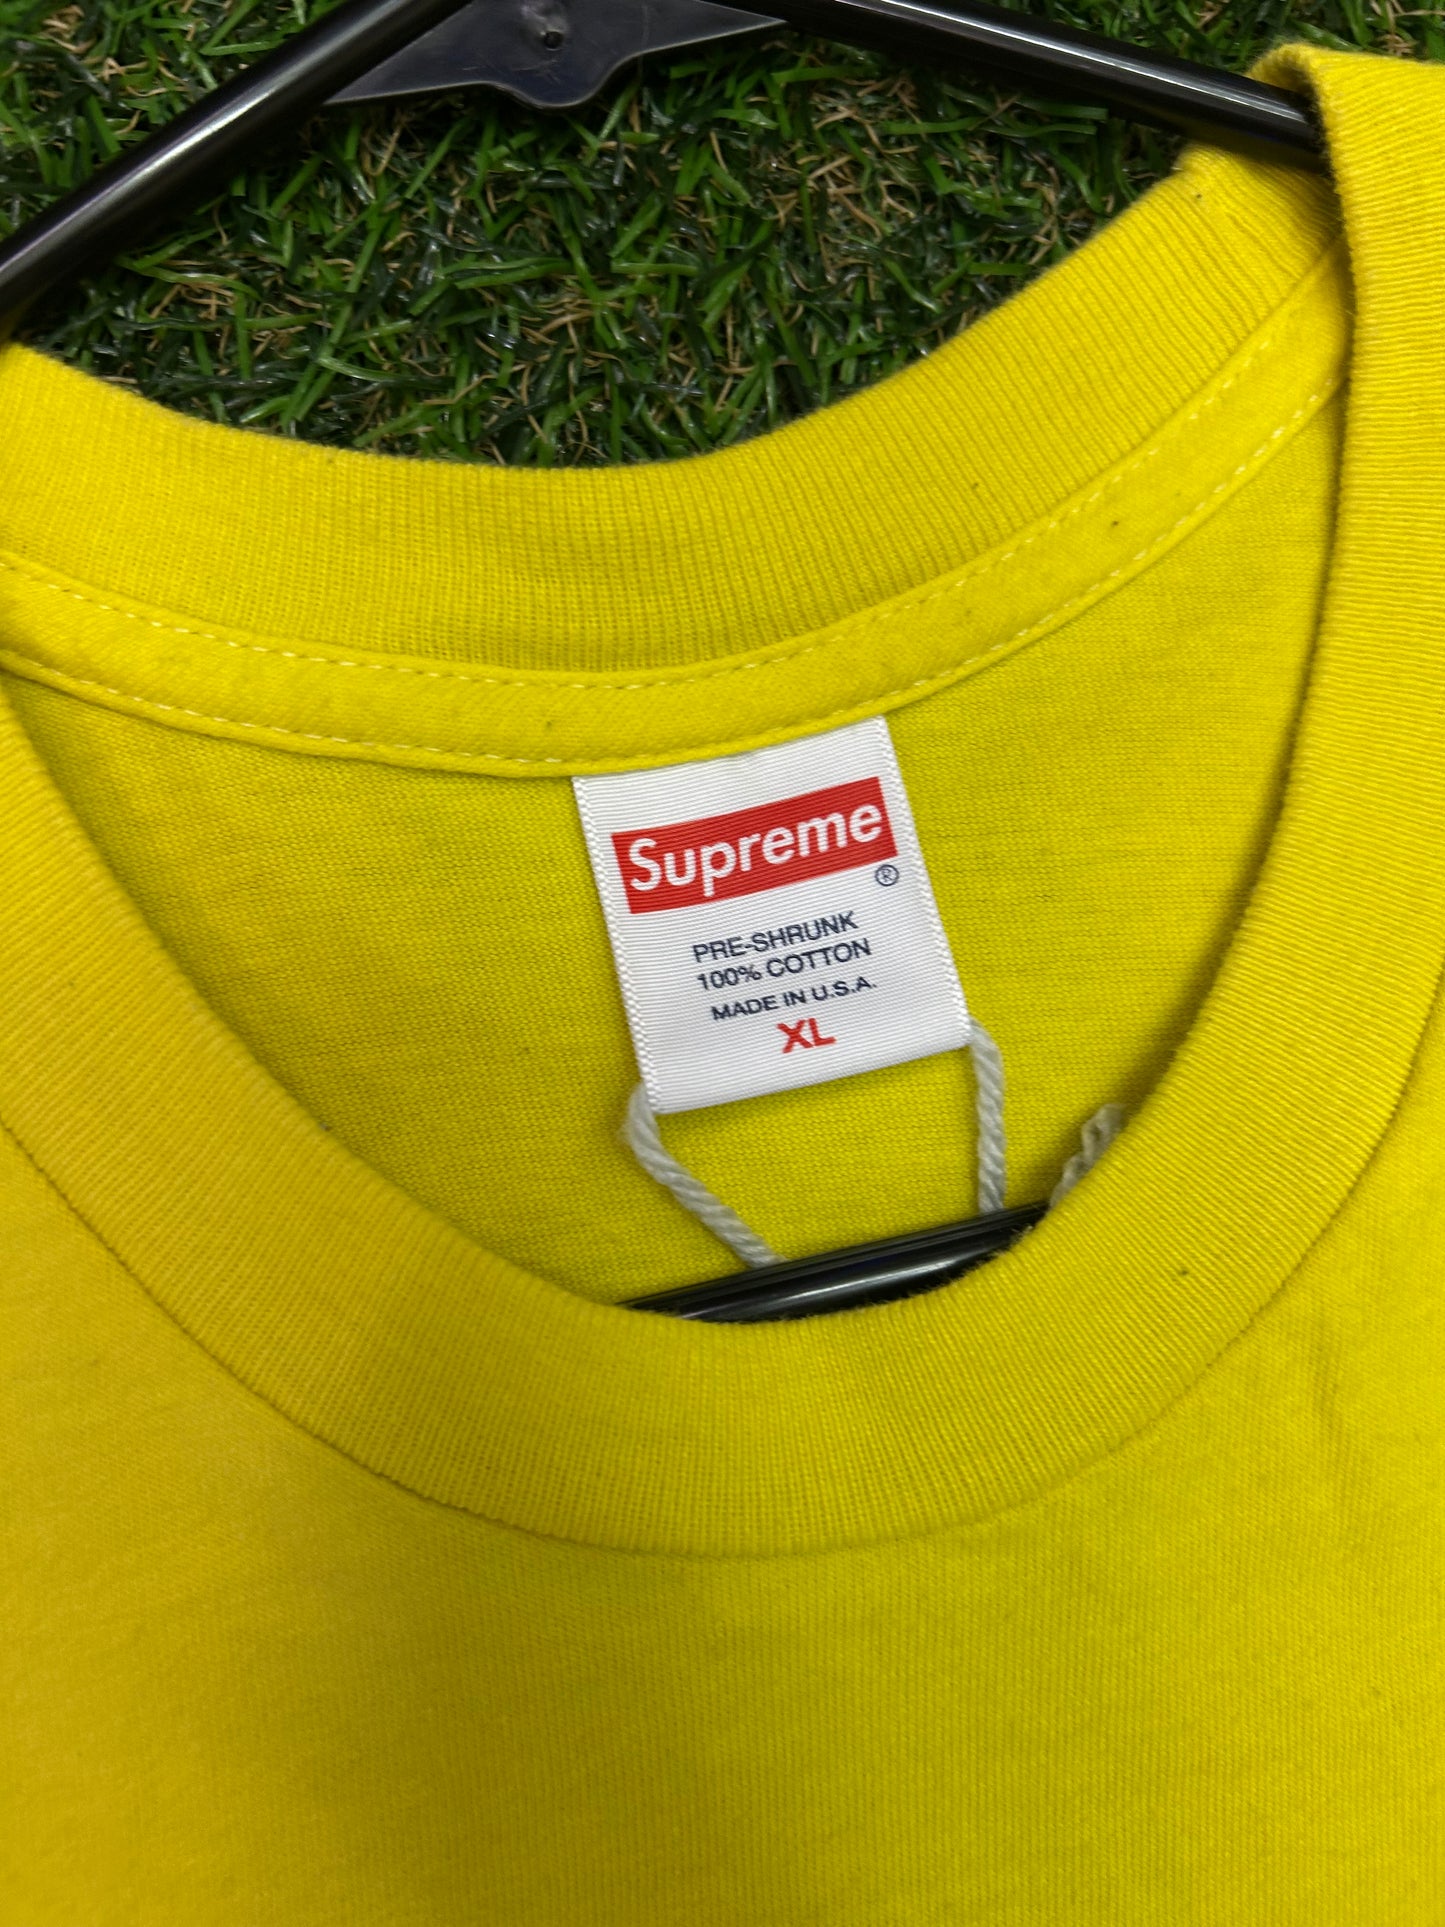 Supreme
®
PRE-SHRUNK
100% COTTON
MADE IN U.S.A.
XL